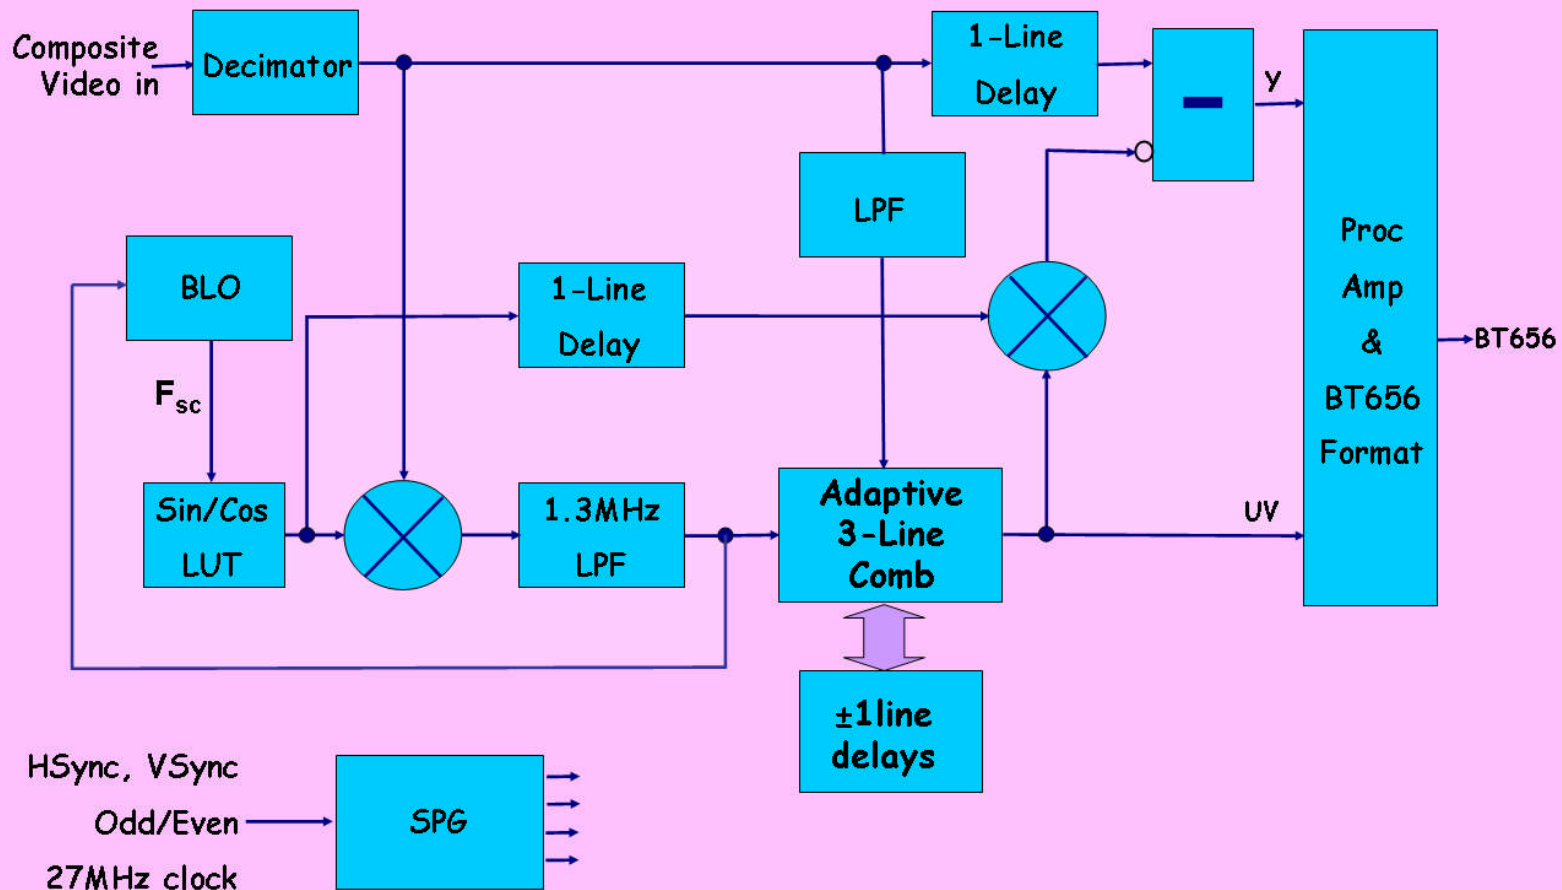 Composite
Video in
Decimator
1-Line
Delay
−
Y
LPF
Proc
Amp
&
BT656
Format
BT656
BLO
1-Line
Delay
Fsc
Sin/Cos
LUT
1.3MHz
LPF
Adaptive
3-Line
Comb
UV
±1line
delays
HSync, VSync
Odd/Even
27MHz clock
SPG